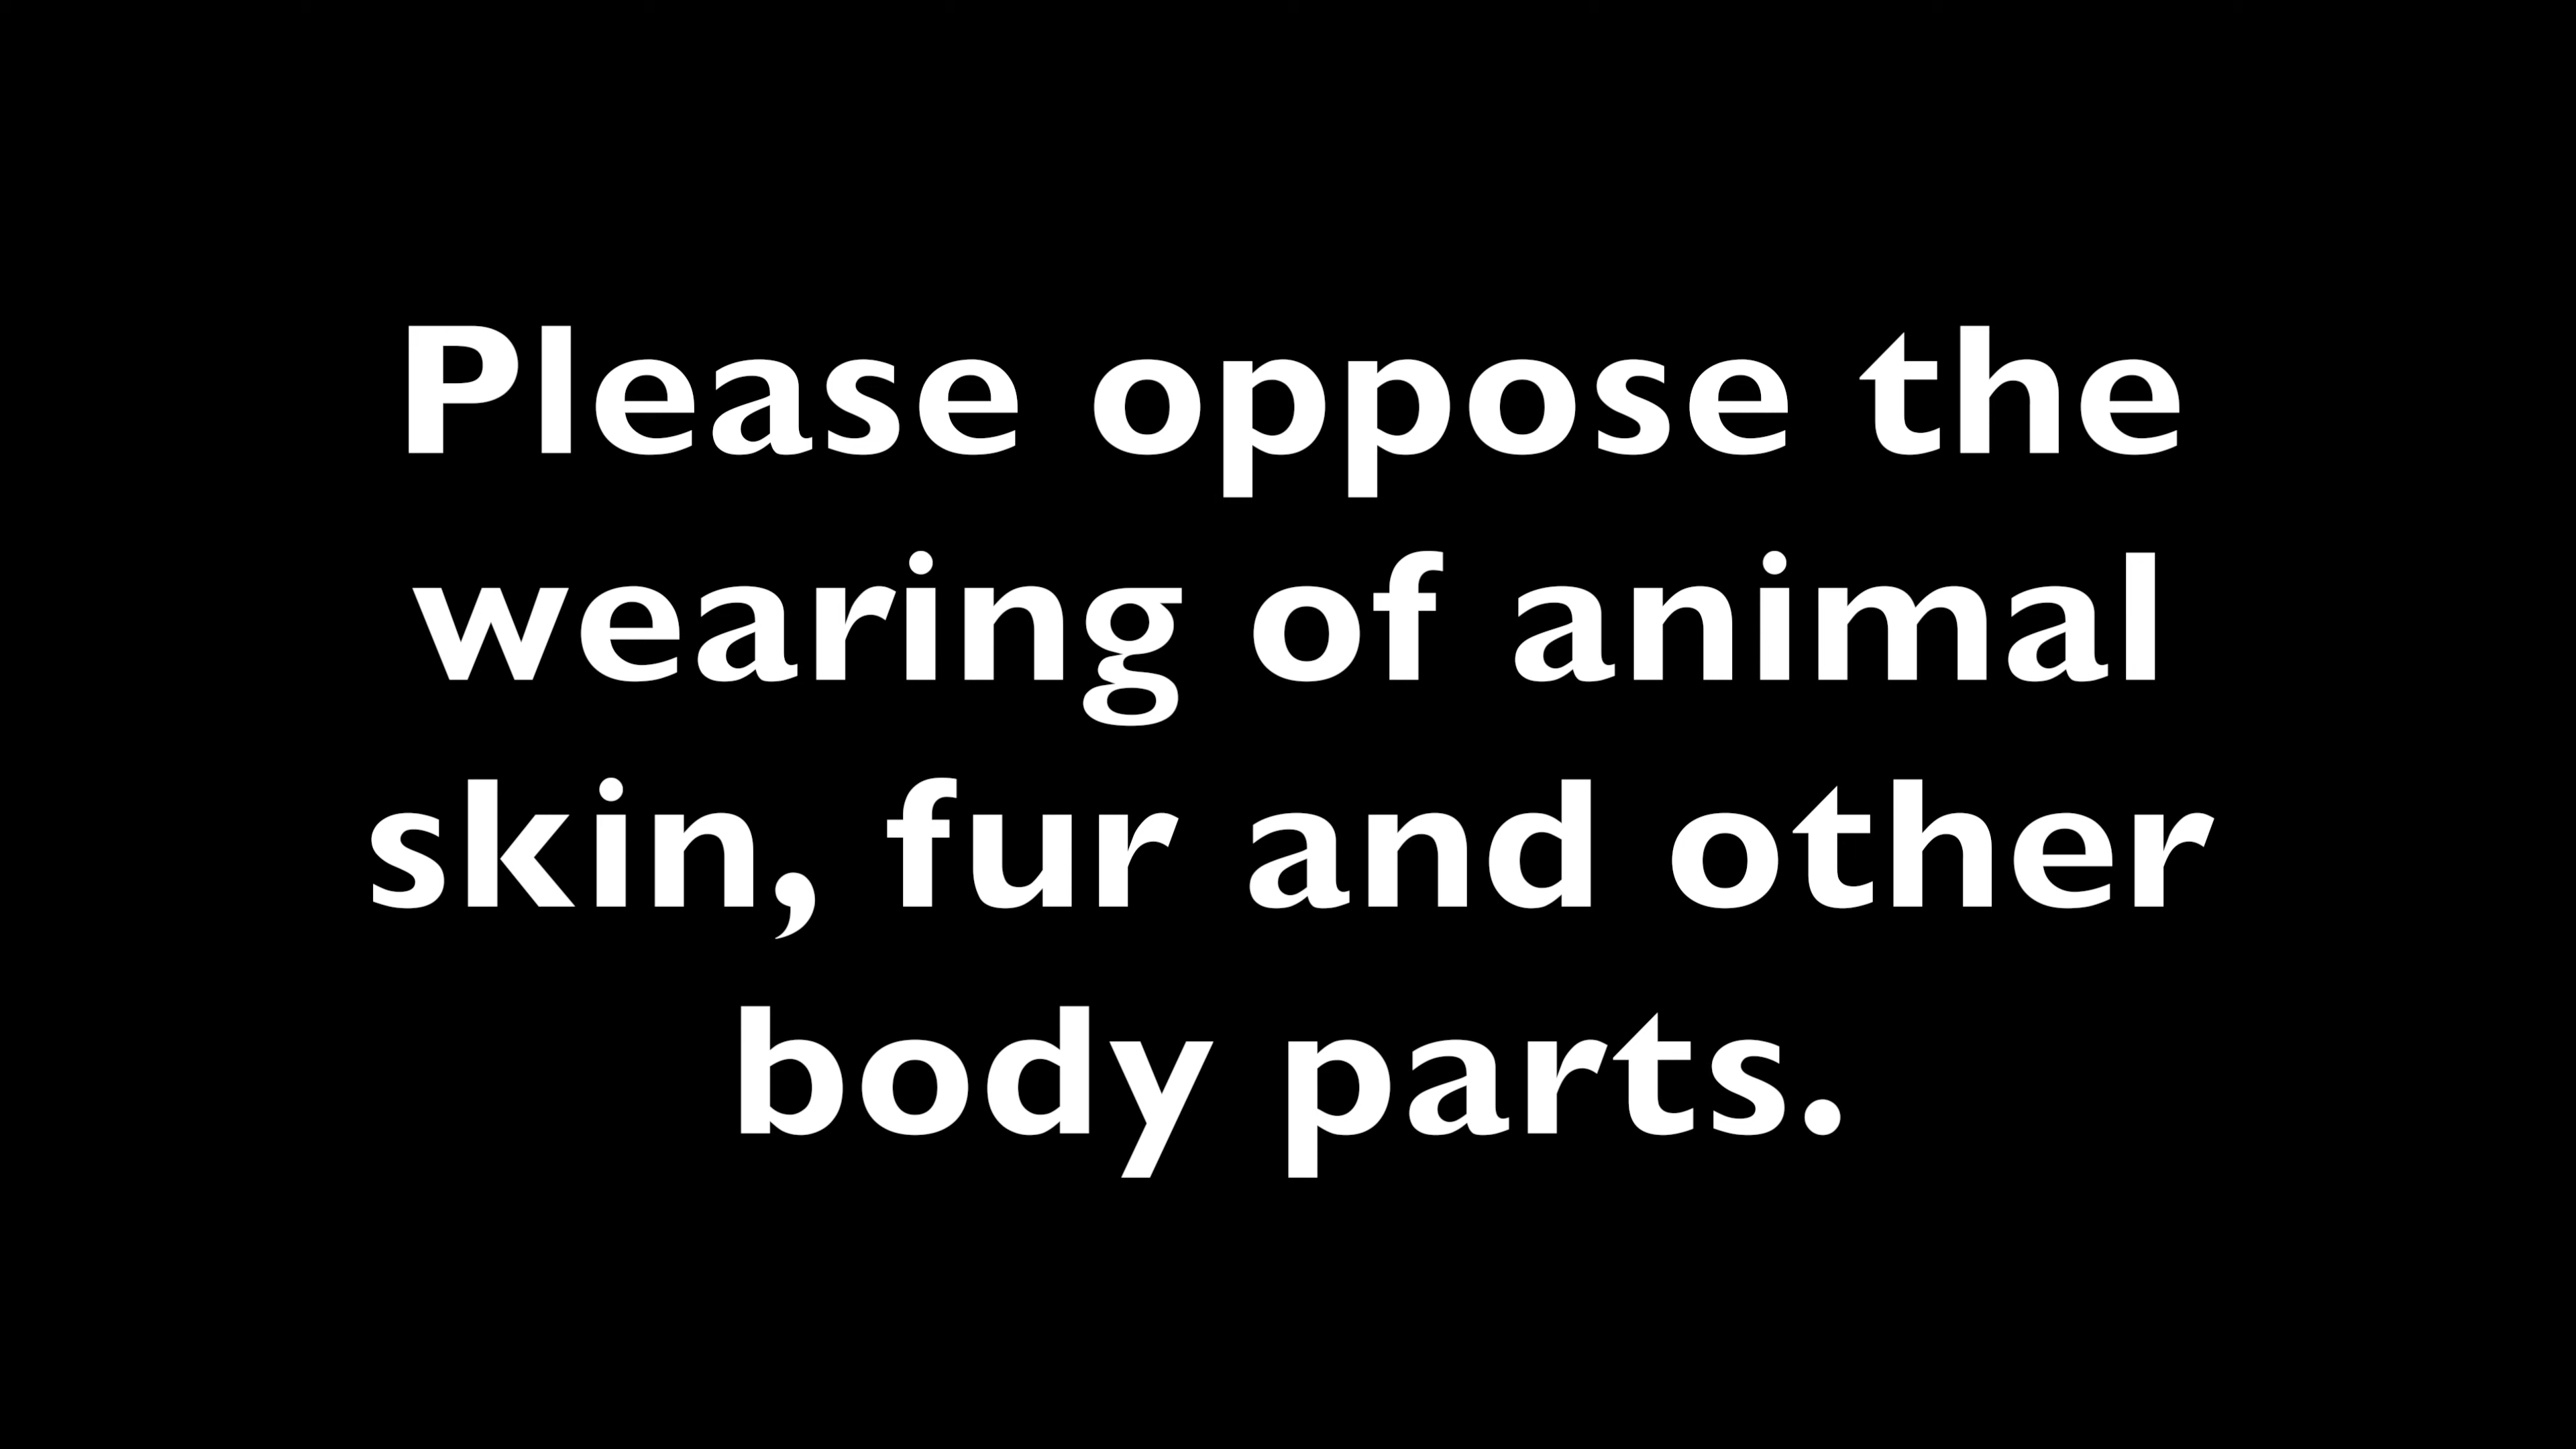 Please oppose the
wearing of animal
skin, fur and other
body parts.